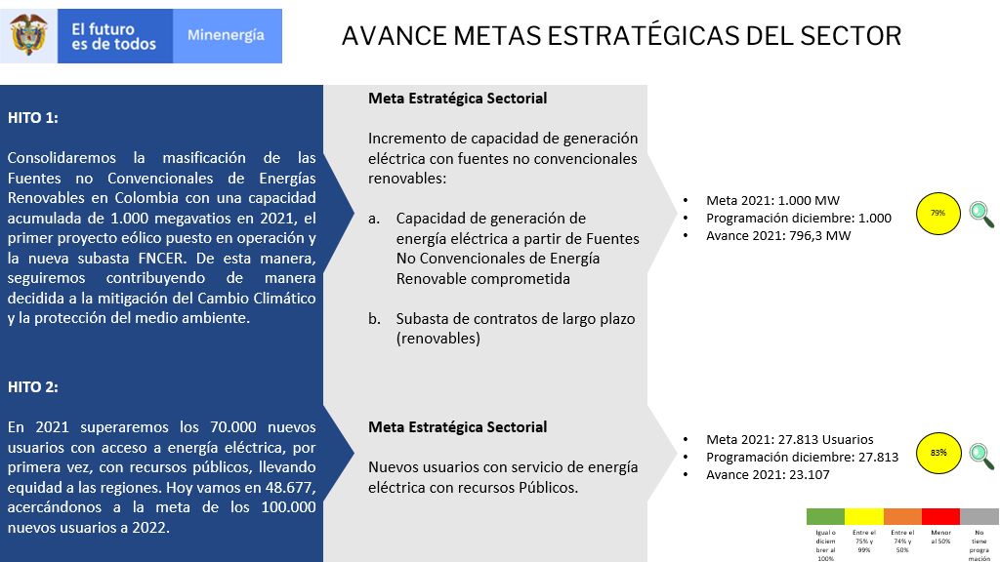 El futuro
es de todos
Minenergía
AVANCE METAS ESTRATÉGICAS DEL SECTOR
HITO 1:
Consolidaremos la masificación de las
Fuentes no Convencionales de Energías
Renovables en Colombia con una capacidad
acumulada de 1.000 megavatios en 2021, el
primer proyecto eólico puesto en operación y
la nueva subasta FNCER. De esta manera,
seguiremos contribuyendo de manera
decidida a la mitigación del Cambio Climático
y la protección del medio ambiente.
Meta Estratégica Sectorial
Incremento de capacidad de generación
eléctrica con fuentes no convencionales
renovables:
a. Capacidad de generación de
energía eléctrica a partir de Fuentes
No Convencionales de Energía
Renovable comprometida
b. Subasta de contratos de largo plazo
(renovables)
• Meta 2021: 1.000 MW
• Programación diciembre: 1.000
• Avance 2021: 796,3 MW
79%
HITO 2:
En 2021 superaremos los 70.000 nuevos
usuarios con acceso a energía eléctrica, por
primera vez, con recursos públicos, llevando
equidad a las regiones. Hoy vamos en 48.677,
acercándonos a la meta de los 100.000
nuevos usuarios a 2022.
Meta Estratégica Sectorial
Nuevos usuarios con servicio de energía
eléctrica con recursos Públicos.
• Meta 2021: 27.813 Usuarios
• Programación diciembre: 27.813
• Avance 2021: 23.107
83%
Igual o
diciem
brer al
100%
Entre el
75% y
99%
Entre el
74% y
50%
Menor
al 50%
No
tiene
progra
mación